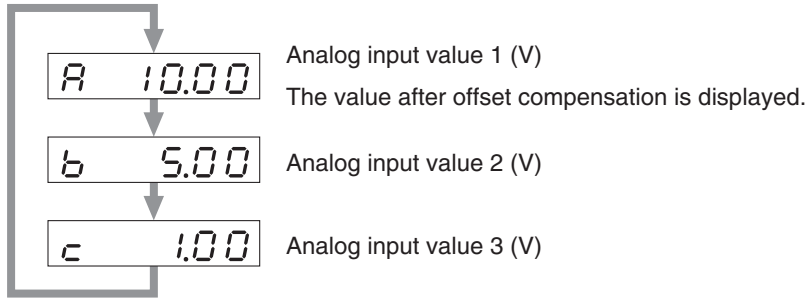 A 10.00
Analog input value 1 (V)
The value after offset compensation is displayed.
b 5.00
Analog input value 2 (V)
c 1.00
Analog input value 3 (V)